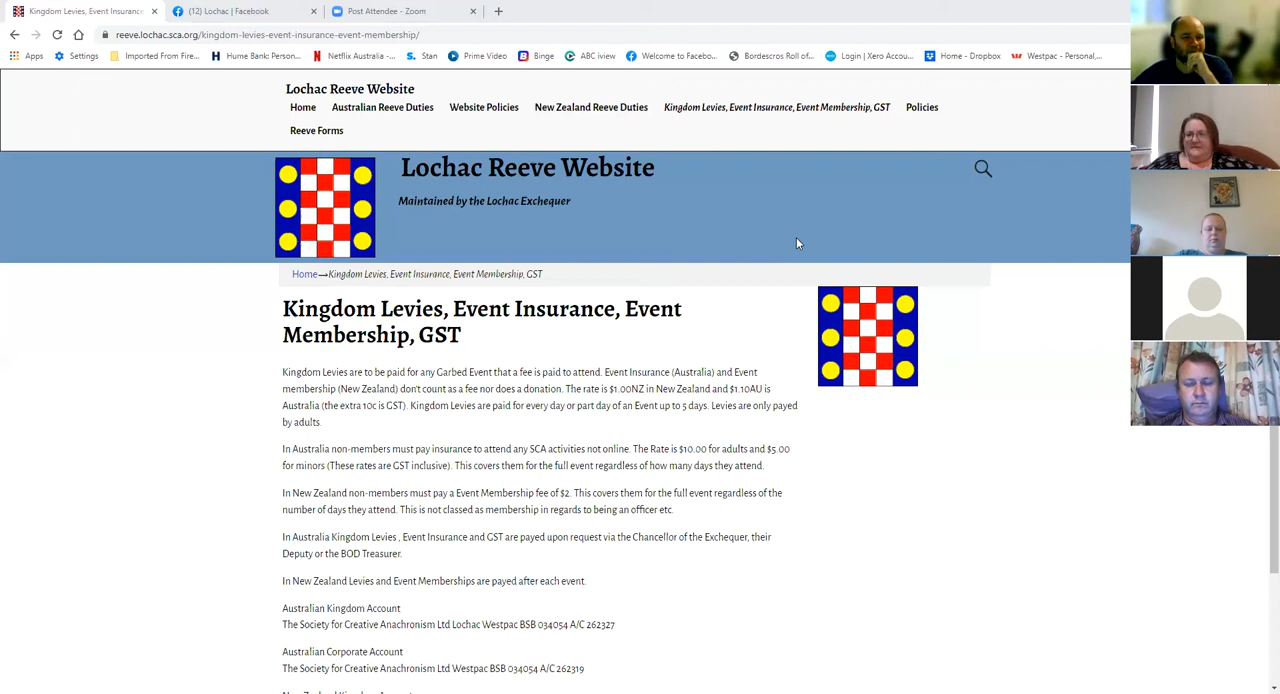 Kingdom Levies, Event Insurance
(12) Lochac | Facebook
Post Attendee - Zoom
reeve.lochac.sca.org/kingdom-levies-event-insurance-event-membership/
Apps
Settings
Imported From Fire...
Hume Bank: Person...
Netflix Australia -...
Stan
Prime Video
Binge
ABC iview
Welcome to Facebo...
Bordescros Roll of...
Login | Xero Accou...
Home - Dropbox
Westpac - Personal,...
Lochac Reeve Website
Home Australian Reeve Duties Website Policies New Zealand Reeve Duties Kingdom Levies, Event Insurance, Event Membership, GST Policies
Reeve Forms
Lochac Reeve Website
Maintained by the Lochac Exchequer
Home→Kingdom Levies, Event Insurance, Event Membership, GST
Kingdom Levies, Event Insurance, Event
Membership, GST
Kingdom Levies are to be paid for any Garbed Event that a fee is paid to attend. Event Insurance (Australia) and Event
membership (New Zealand) don't count as a fee nor does a donation. The rate is $1.00NZ in New Zealand and $1.10AU is
Australia (the extra 10c is GST). Kingdom Levies are paid for every day or part day of an Event up to 5 days. Levies are only payed
by adults.
In Australia non-members must pay insurance to attend any SCA activities not online. The Rate is $10.00 for adults and $5.00
for minors (These rates are GST inclusive). This covers them for the full event regardless of how many days they attend.
In New Zealand non-members must pay a Event Membership fee of $2. This covers them for the full event regardless of the
number of days they attend. This is not classed as membership in regards to being an officer etc.
In Australia Kingdom Levies , Event Insurance and GST are payed upon request via the Chancellor of the Exchequer, their
Deputy or the BOD Treasurer.
In New Zealand Levies and Event Memberships are payed after each event.
Australian Kingdom Account
The Society for Creative Anachronism Ltd Lochac Westpac BSB 034054 A/C 262327
Australian Corporate Account
The Society for Creative Anachronism Ltd Westpac BSB 034054 A/C 262319